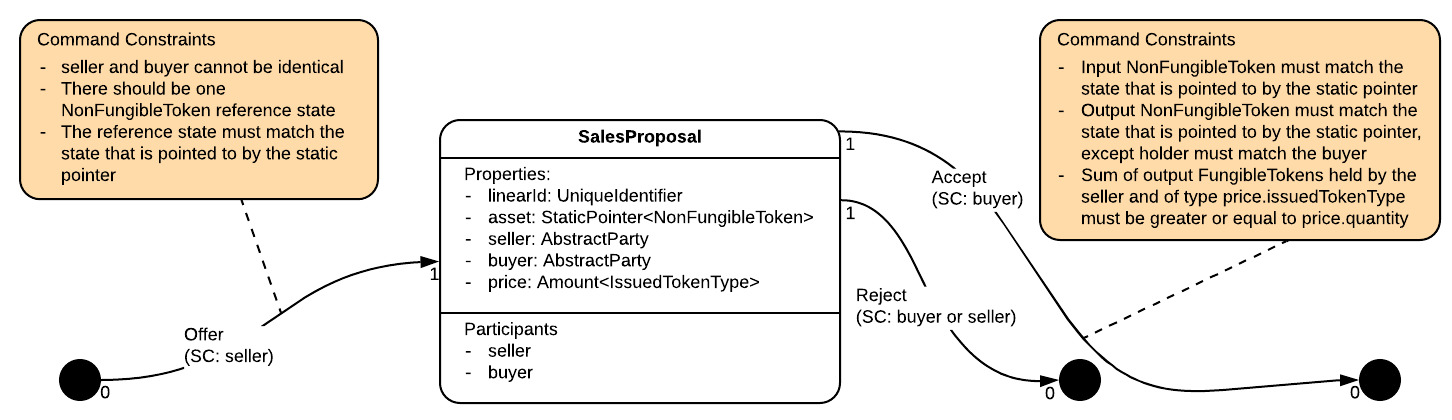 Command Constraints
- seller and buyer cannot be identical
- There should be one
NonFungibleToken reference state
- The reference state must match the
state that is pointed to by the static
pointer
Offer
(SC: seller)
0
1
SalesProposal
Properties:
- linearId: UniqueIdentifier
- asset: StaticPointer<NonFungibleToken>
- seller: AbstractParty
- buyer: AbstractParty
- price: Amount<IssuedTokenType>
Participants
- seller
- buyer
1
Accept
(SC: buyer)
1
Reject
(SC: buyer or seller)
0
0
Command Constraints
- Input NonFungibleToken must match the
state that is pointed to by the static pointer
- Output NonFungibleToken must match the
state that is pointed to by the static pointer,
except holder must match the buyer
- Sum of output FungibleTokens held by the
seller and of type price.issuedTokenType
must be greater or equal to price.quantity